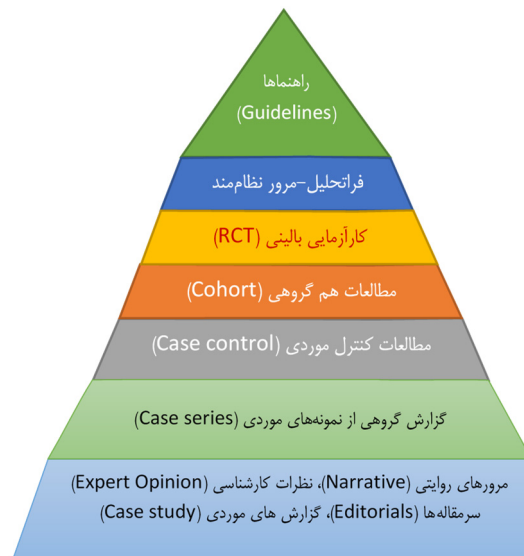 راهنماها
(Guidelines)
فراتحلیل-مرور نظام‌مند
کارآزمایی بالینی (RCT)
مطالعات هم گروهی (Cohort)
مطالعات کنترل موردی (Case control)
گزارش گروهی از نمونه‌های موردی (Case series)
مرورهای روایتی (Narrative)، نظرات کارشناسی (Expert Opinion)
سرمقاله‌ها (Editorials)، گزارش های موردی (Case study)